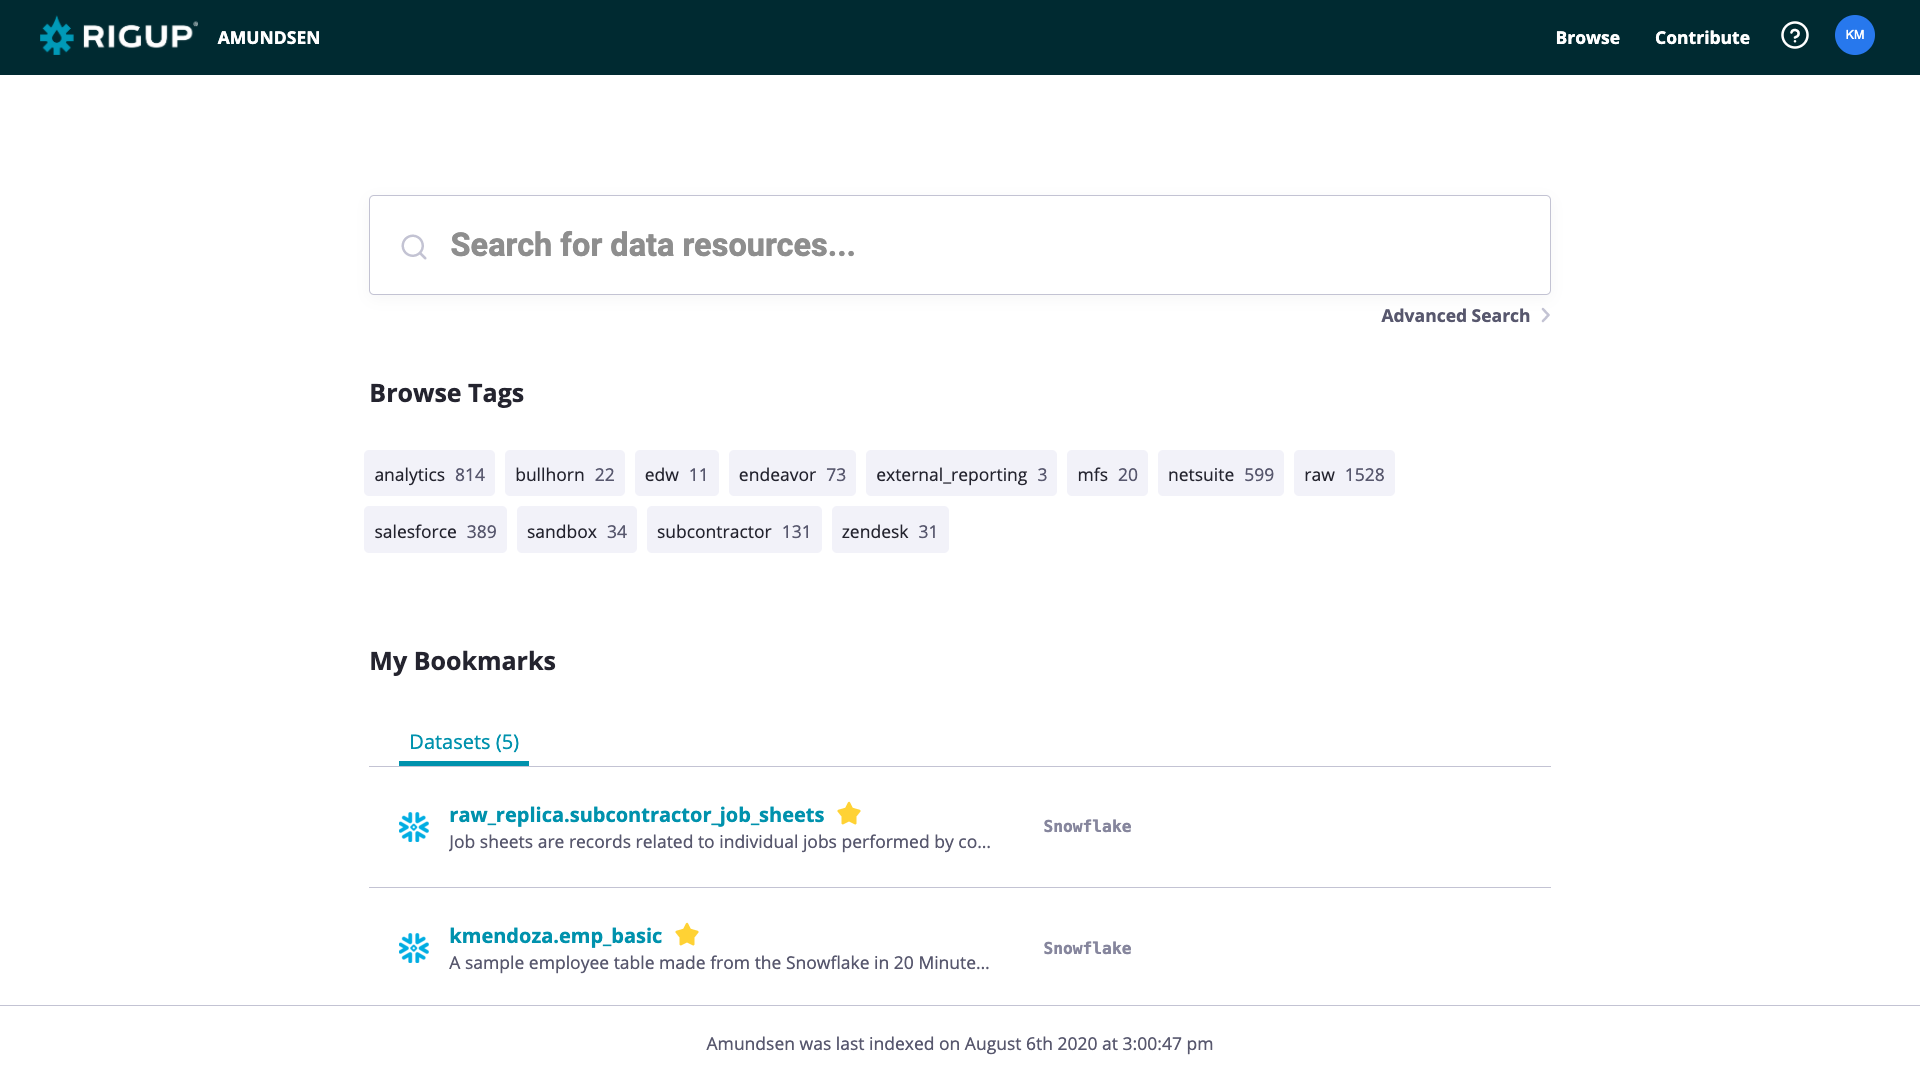 RIGUP AMUNDSEN Browse Contribute ? KM
Search for data resources...
Advanced Search
Browse Tags
analytics 814 bullhorn 22 edw 11 endeavor 73 external_reporting 3 mfs 20 netsuite 599 raw 1528
salesforce 389 sandbox 34 subcontractor 131 zendesk 31
My Bookmarks
Datasets (5)
raw_replica.subcontractor_job_sheets
Snowflake
Job sheets are records related to individual jobs performed by co...
kmendoza.emp_basic
Snowflake
A sample employee table made from the Snowflake in 20 Minute...
Amundsen was last indexed on August 6th 2020 at 3:00:47 pm